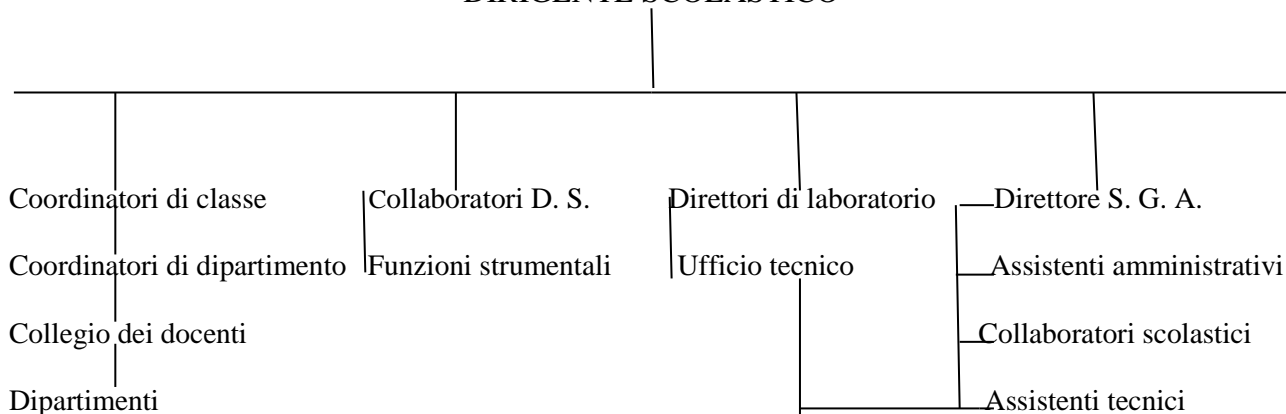 DIRIGENTE SCOLASTICO
Coordinatori di classe
Collaboratori D. S.
Direttori di laboratorio
Direttore S. G. A.
Coordinatori di dipartimento
Funzioni strumentali
Ufficio tecnico
Assistenti amministrativi
Collegio dei docenti
Collaboratori scolastici
Dipartimenti
Assistenti tecnici